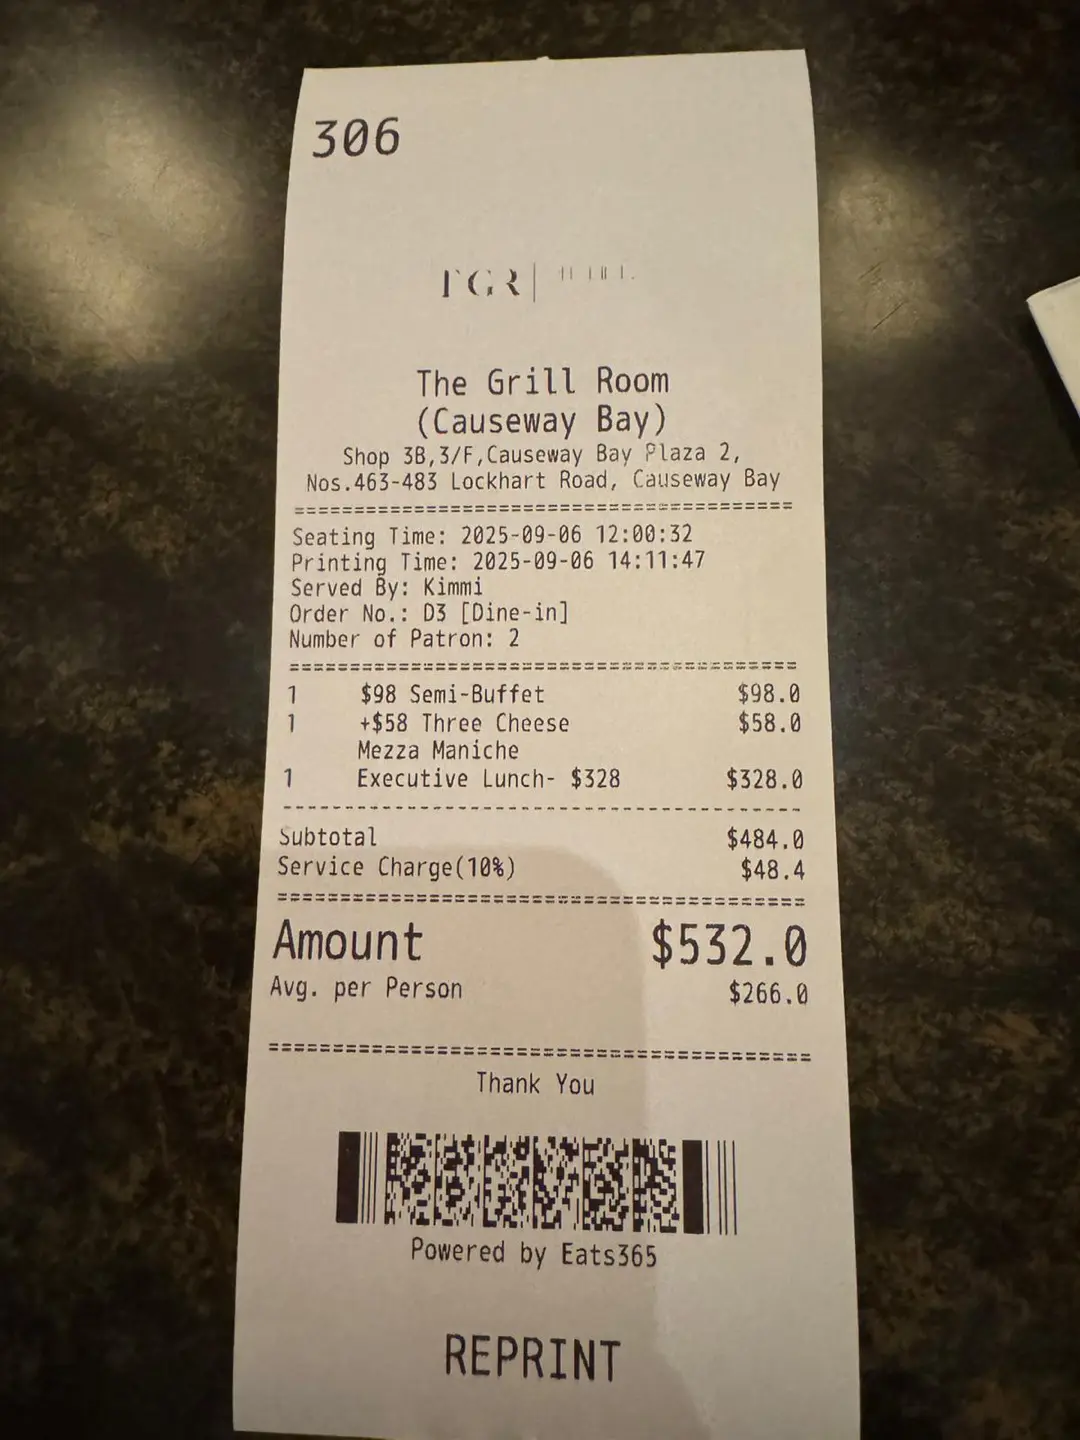 306
TGR
The Grill Room
(Causeway Bay)
Shop 3B,3/F,Causeway Bay Plaza 2,
Nos.463-483 Lockhart Road, Causeway Bay
==========================================
Seating Time: 2025-09-06 12:00:32
Printing Time: 2025-09-06 14:11:47
Served By: Kimmi
Order No.: D3 [Dine-in]
Number of Patron: 2
==========================================
1 $98 Semi-Buffet $98.0
1 +$58 Three Cheese $58.0
Mezza Maniche
1 Executive Lunch- $328 $328.0
------------------------------------------
Subtotal $484.0
Service Charge(10%) $48.4
==========================================
Amount $532.0
Avg. per Person $266.0
==========================================
Thank You
Powered by Eats365
REPRINT